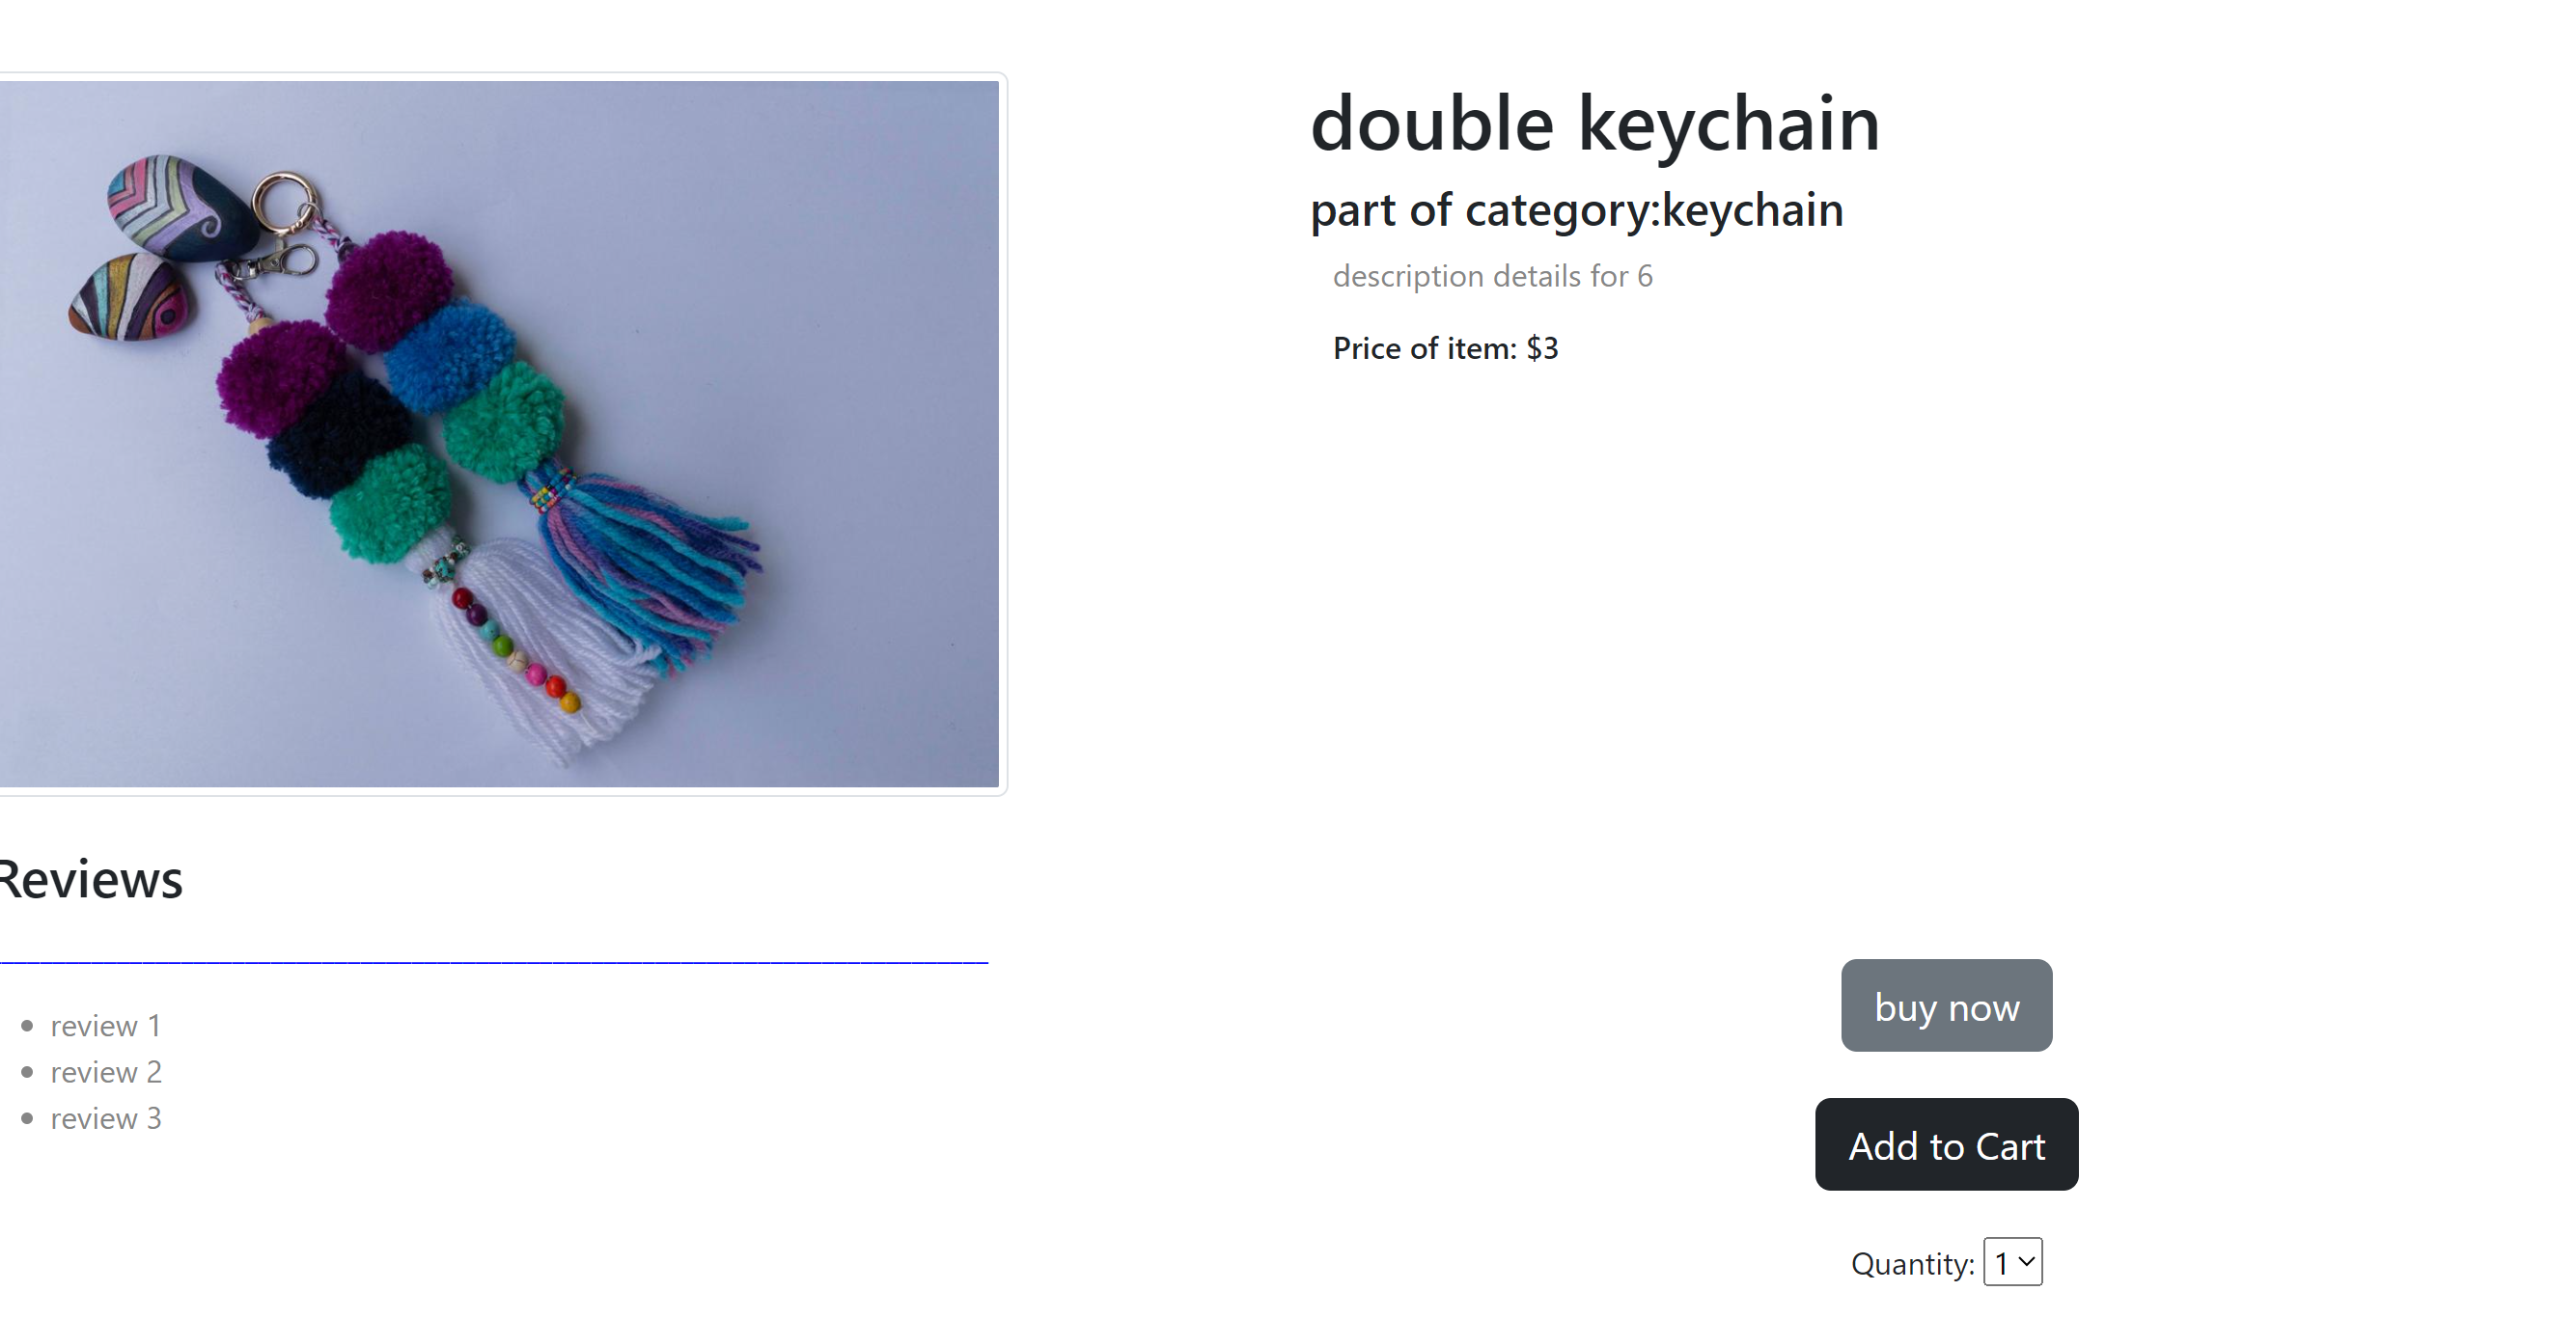 double keychain
part of category:keychain
description details for 6
Price of item: $3
Reviews
review 1
review 2
review 3
buy now
Add to Cart
Quantity: 1